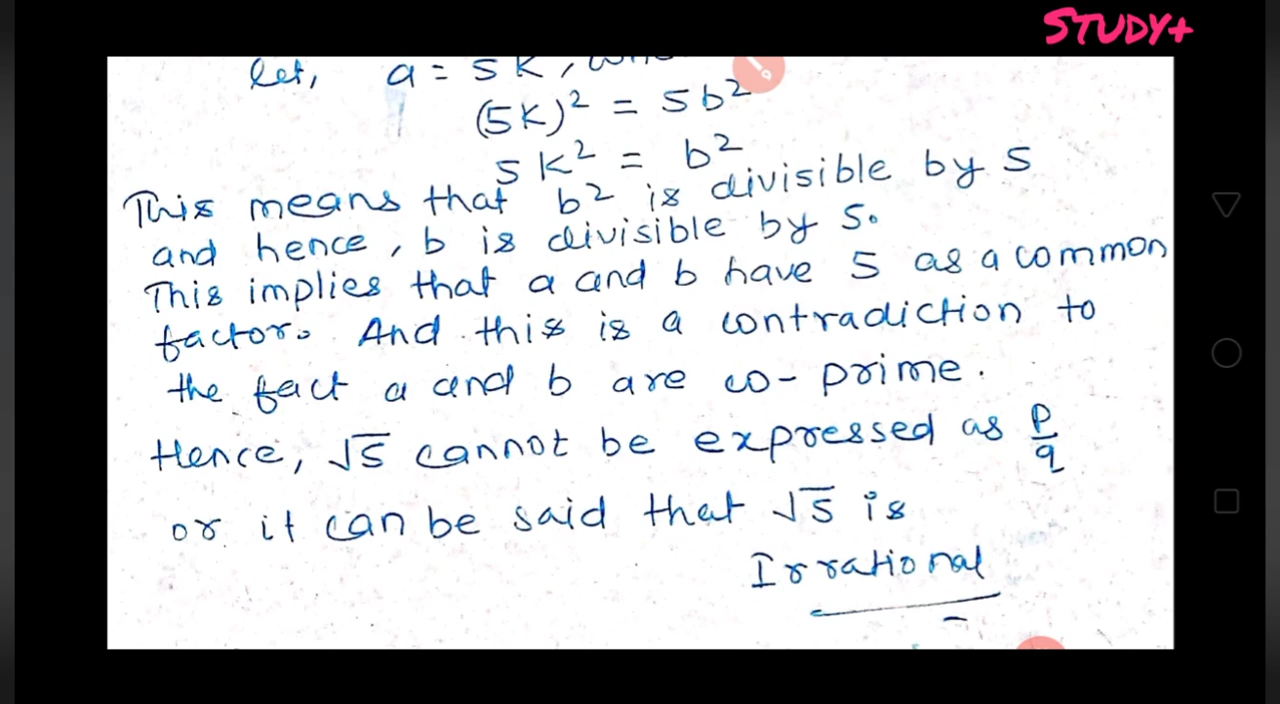 STUDY+
let, a = 5K,
(5K)² = 5b²
5K² = b²
This means that b² is divisible by 5
and hence, b is divisible by 5.
This implies that a and b have 5 as a common
factor. And this is a contradiction to
the fact a and b are co-prime.
Hence, √5 cannot be expressed as p/q
or it can be said that √5 is
Irrational